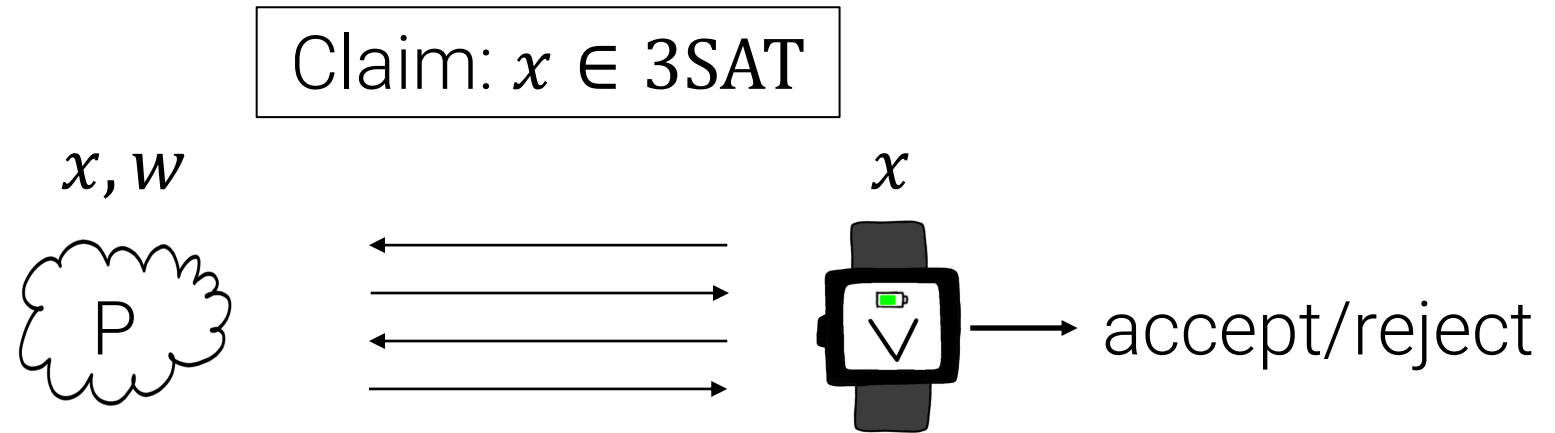 Claim: x ∈ 3SAT
x, w
x
P
V
accept/reject